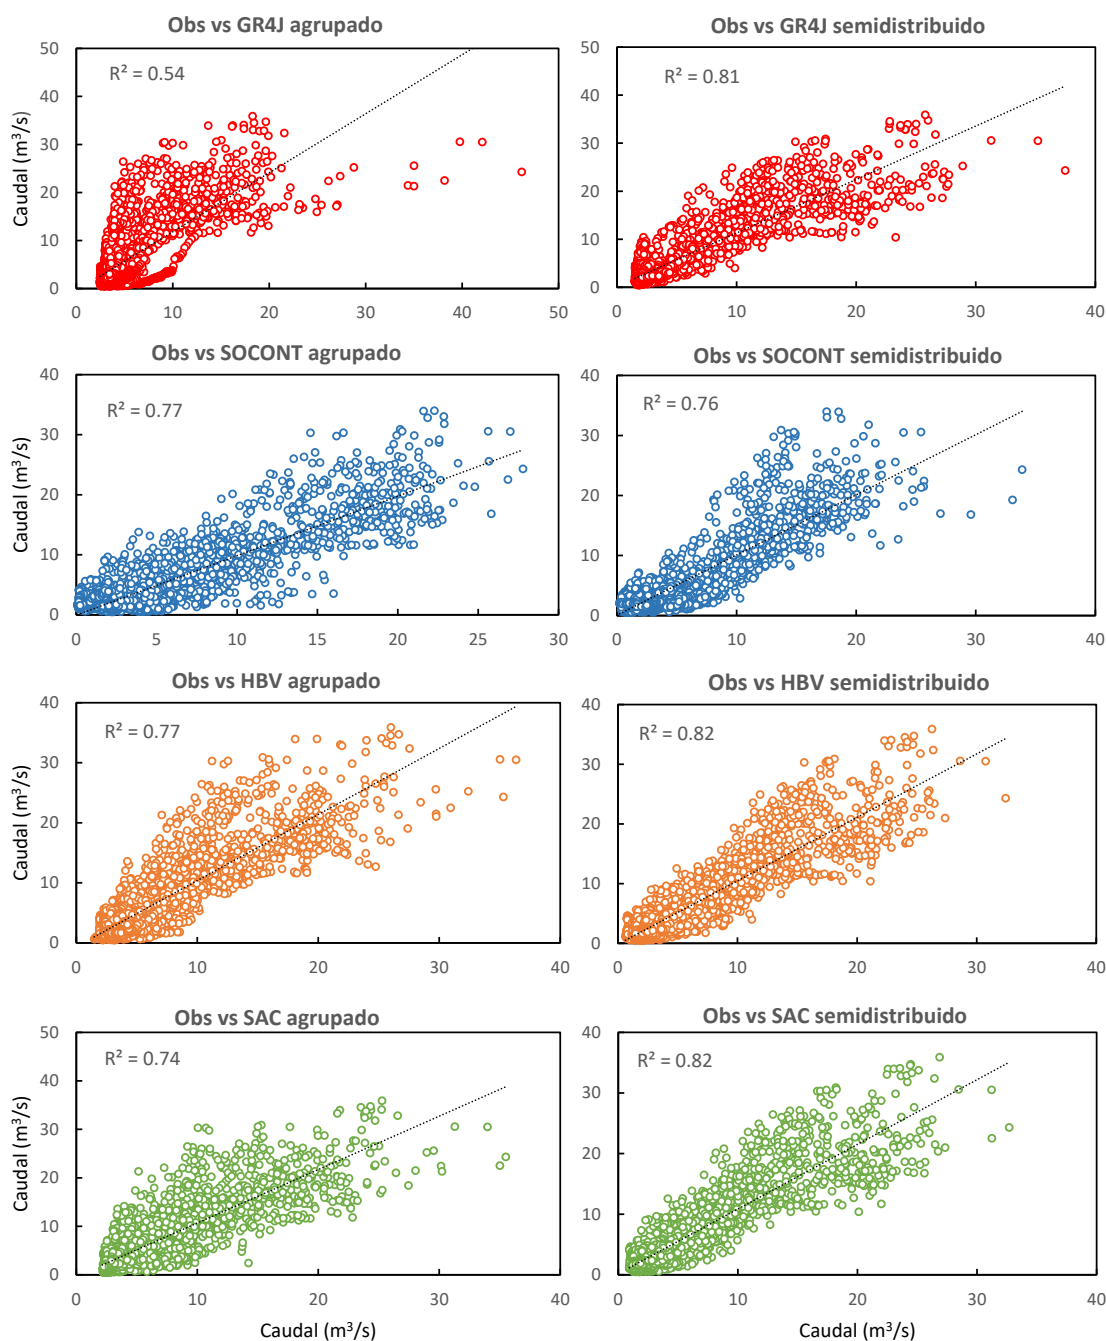 Obs vs GR4J agrupado
R² = 0.54
Caudal (m³/s)
50
40
30
20
10
0
0 10 20 30 40 50
Obs vs GR4J semidistribuido
R² = 0.81
50
40
30
20
10
0
0 10 20 30 40
Obs vs SOCONT agrupado
R² = 0.77
Caudal (m³/s)
40
30
20
10
0
0 5 10 15 20 25 30
Obs vs SOCONT semidistribuido
R² = 0.76
40
30
20
10
0
0 10 20 30 40
Obs vs HBV agrupado
R² = 0.77
Caudal (m³/s)
40
30
20
10
0
0 10 20 30 40
Obs vs HBV semidistribuido
R² = 0.82
40
30
20
10
0
0 10 20 30 40
Obs vs SAC agrupado
R² = 0.74
Caudal (m³/s)
50
40
30
20
10
0
0 10 20 30 40
Caudal (m³/s)
Obs vs SAC semidistribuido
R² = 0.82
40
30
20
10
0
0 10 20 30 40
Caudal (m³/s)